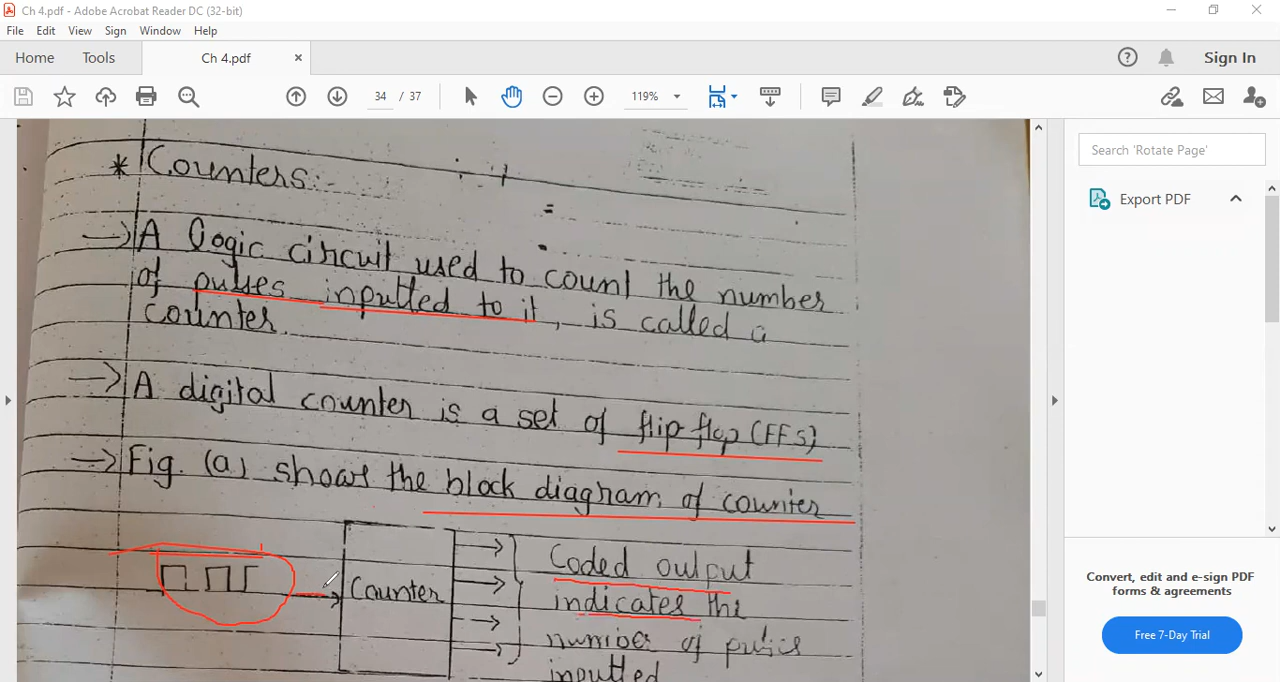 Ch 4.pdf - Adobe Acrobat Reader DC (32-bit)
File Edit View Sign Window Help
Home Tools Ch 4.pdf × Sign In
34 / 37 119%
Search 'Rotate Page'
Export PDF
* Counters:-
→ A logic circuit used to count the number
of pulses inputted to it, is called a
counter
→ A digital counter is a set of flip-flop (FFs)
→ Fig. (a) shows the block diagram of counter
Counter
Coded output
indicates the
number of pulses
inputted
Convert, edit and e-sign PDF
forms & agreements
Free 7-Day Trial